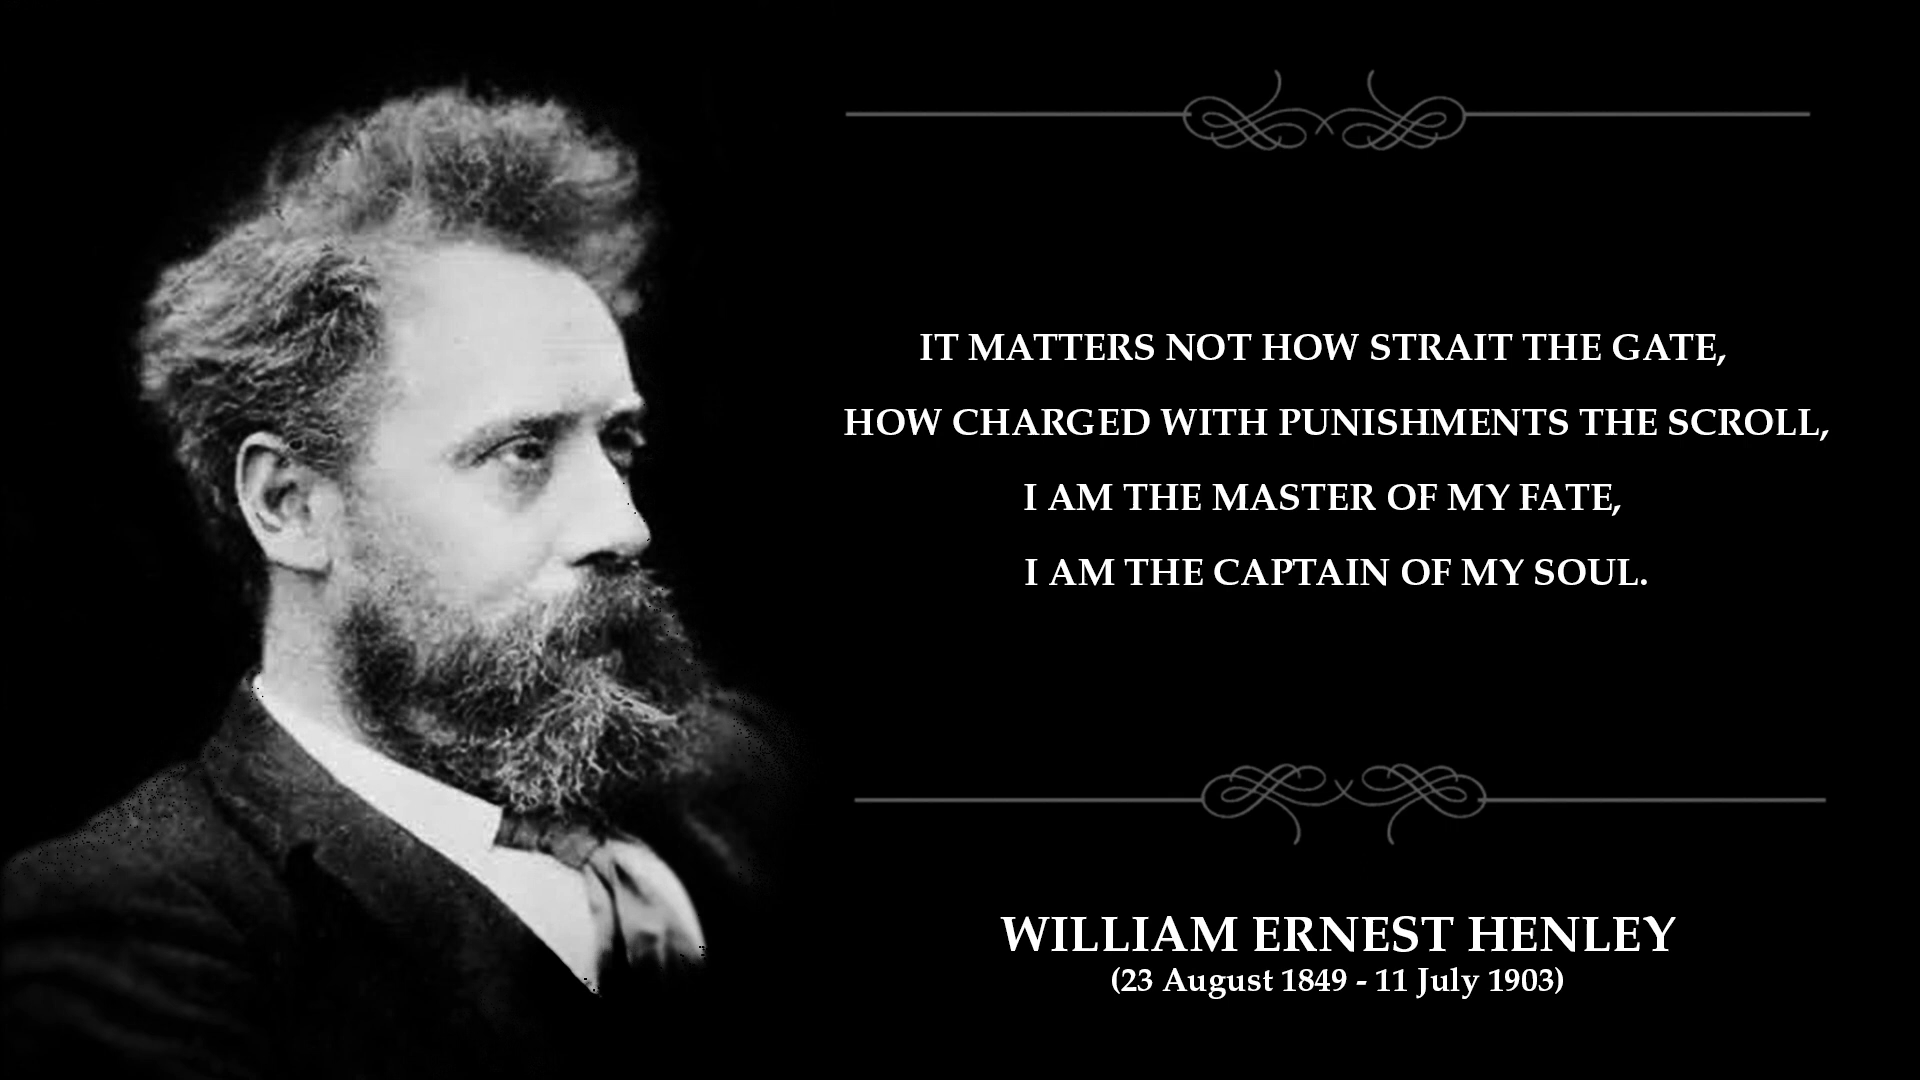 IT MATTERS NOT HOW STRAIT THE GATE,
HOW CHARGED WITH PUNISHMENTS THE SCROLL,
I AM THE MASTER OF MY FATE,
I AM THE CAPTAIN OF MY SOUL.
WILLIAM ERNEST HENLEY
(23 August 1849 - 11 July 1903)